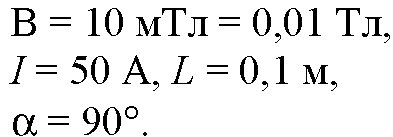 В = 10 мТл = 0,01 Тл,
I = 50 А, L = 0,1 м,
α = 90°.